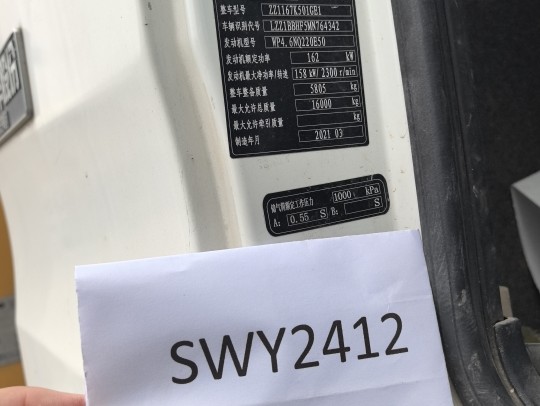 整车型号 ZZ1167K501GE1
车辆识别代号 LZZ1BBHF5MN764342
发动机型号 WP4.6NQ220E50
发动机额定功率 162 kW
发动机最大净功率/转速 158 kW/ 2300 r/min
整车整备质量 5805 kg
最大允许总质量 16000 kg
最大允许牵引质量 kg
制造年月 2021 03
储气筒额定工作压力 1000 kPa
A: 0.55 S B: S
SWY2412